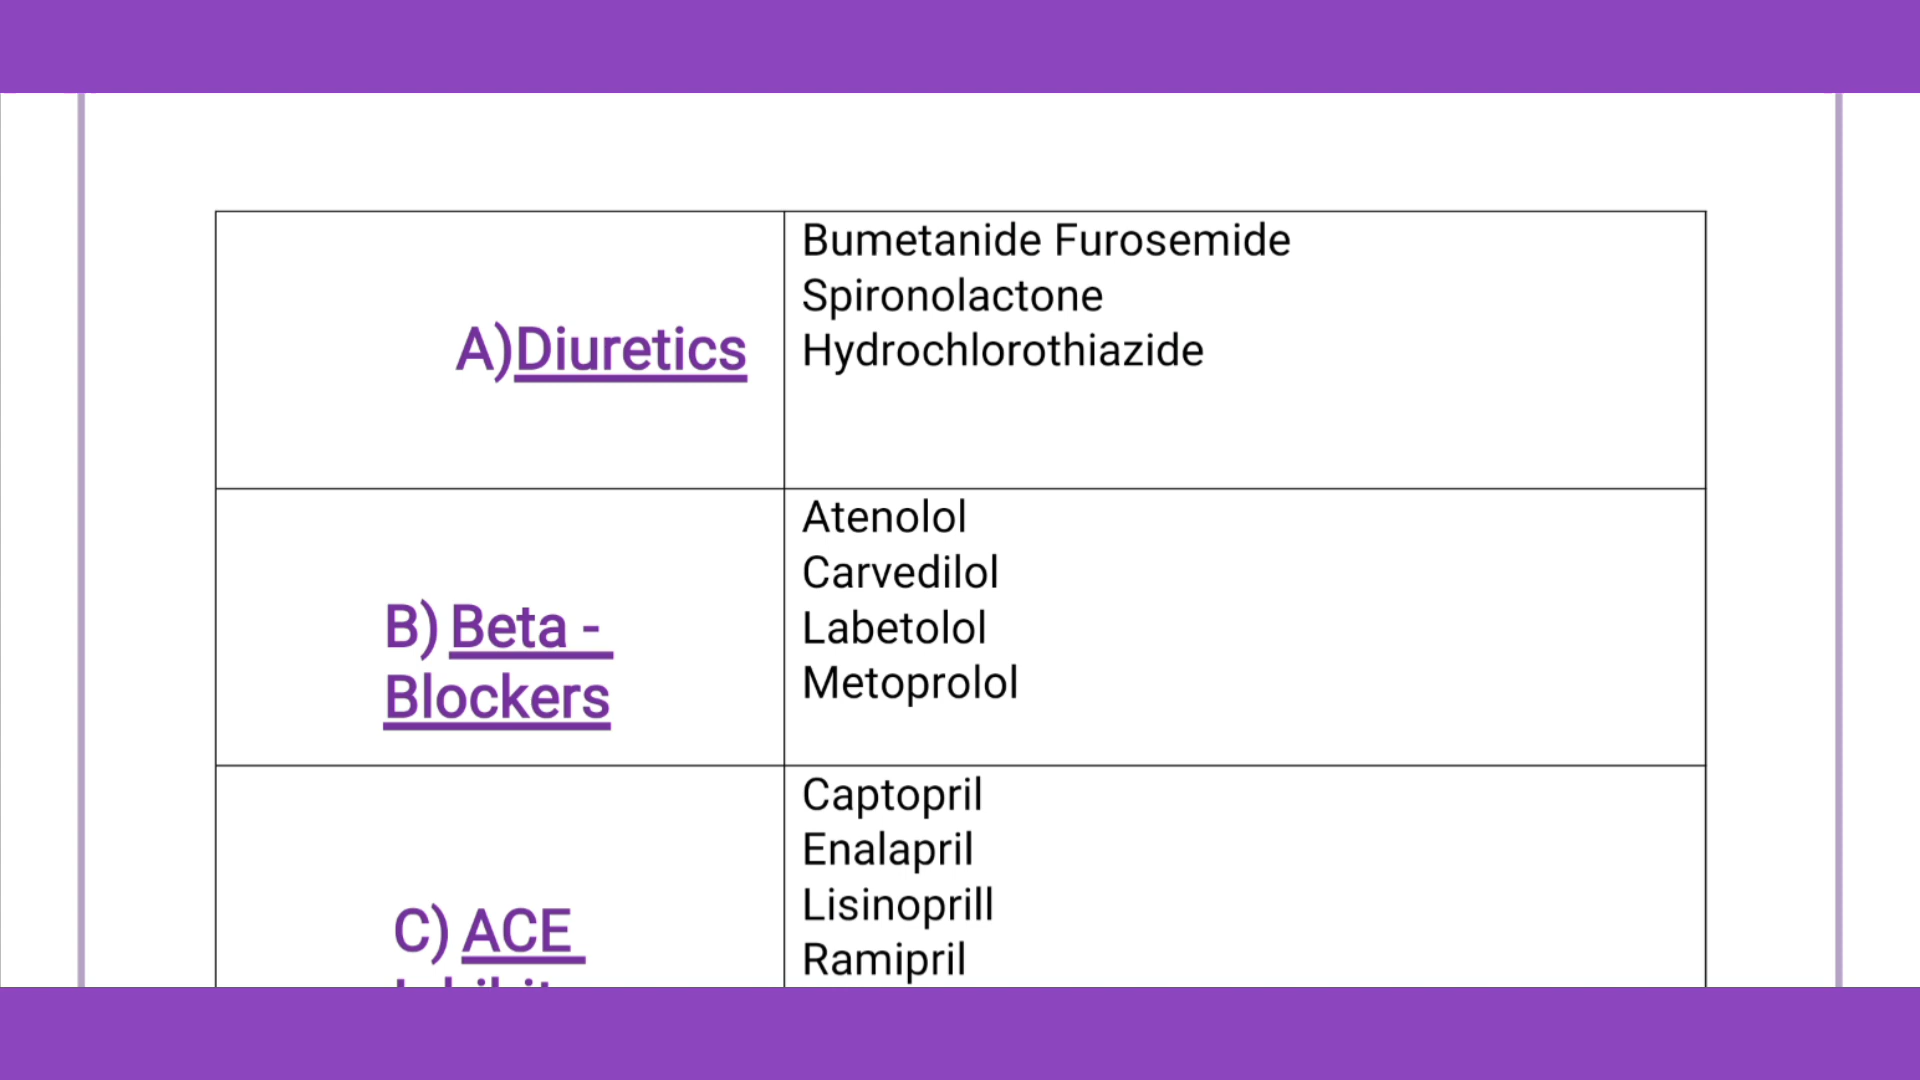 A)Diuretics
Bumetanide Furosemide
Spironolactone
Hydrochlorothiazide
B) Beta -
Blockers
Atenolol
Carvedilol
Labetolol
Metoprolol
C) ACE
Captopril
Enalapril
Lisinoprill
Ramipril